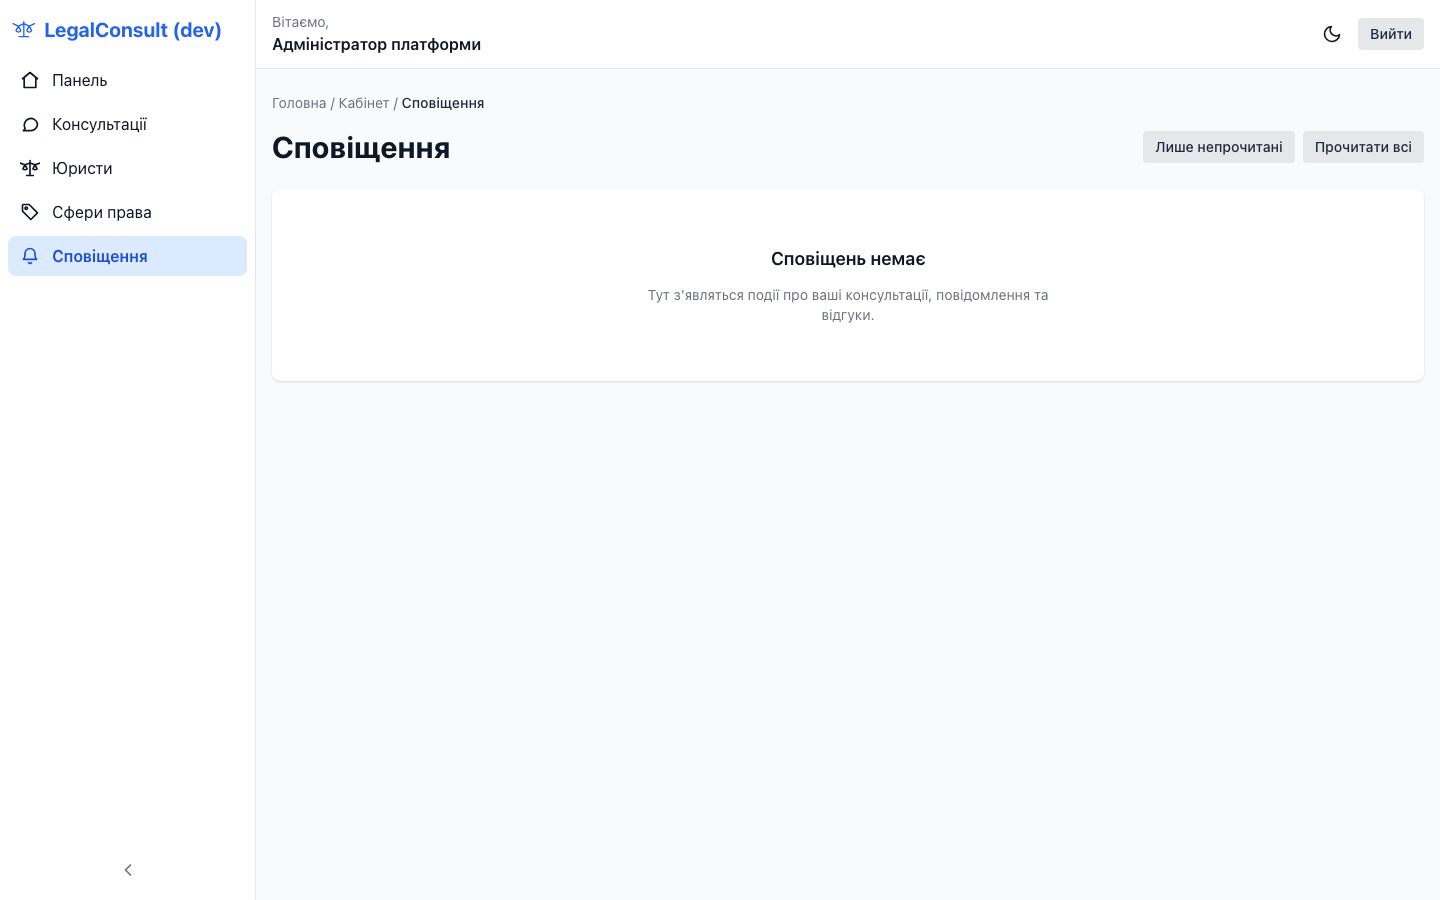 LegalConsult (dev)
Панель
Консультації
Юристи
Сфери права
Сповіщення
Вітаємо,
Адміністратор платформи
Вийти
Головна / Кабінет / Сповіщення
Сповіщення
Лише непрочитані
Прочитати всі
Сповіщень немає
Тут з'являться події про ваші консультації, повідомлення та
відгуки.